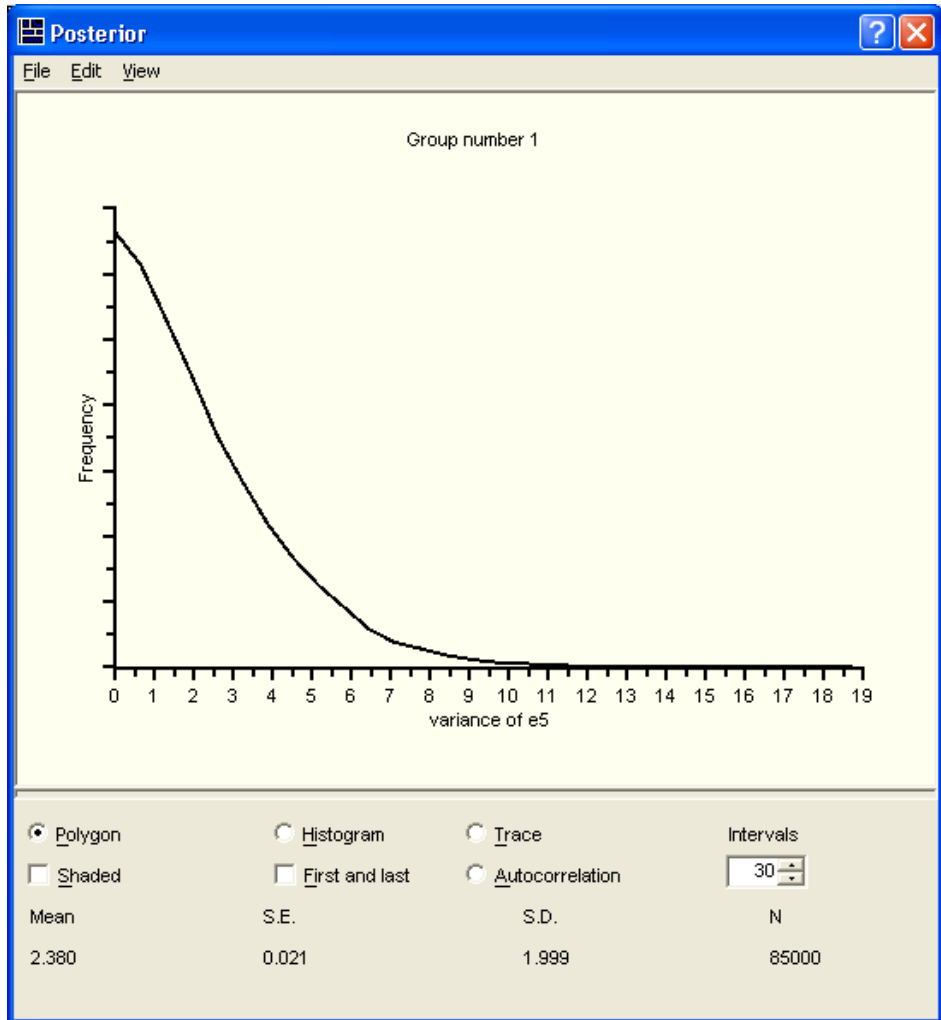 Posterior
File Edit View
Group number 1
Frequency
0 1 2 3 4 5 6 7 8 9 10 11 12 13 14 15 16 17 18 19
variance of e5
Polygon Histogram Trace Intervals
Shaded First and last Autocorrelation 30
Mean S.E. S.D. N
2.380 0.021 1.999 85000